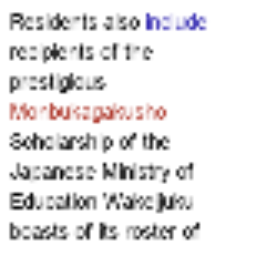 Residents also include
recipients of the
prestigious
Monbukagakusho
Scholarship of the
Japanese Ministry of
Education Wakejuku
boasts of its roster of